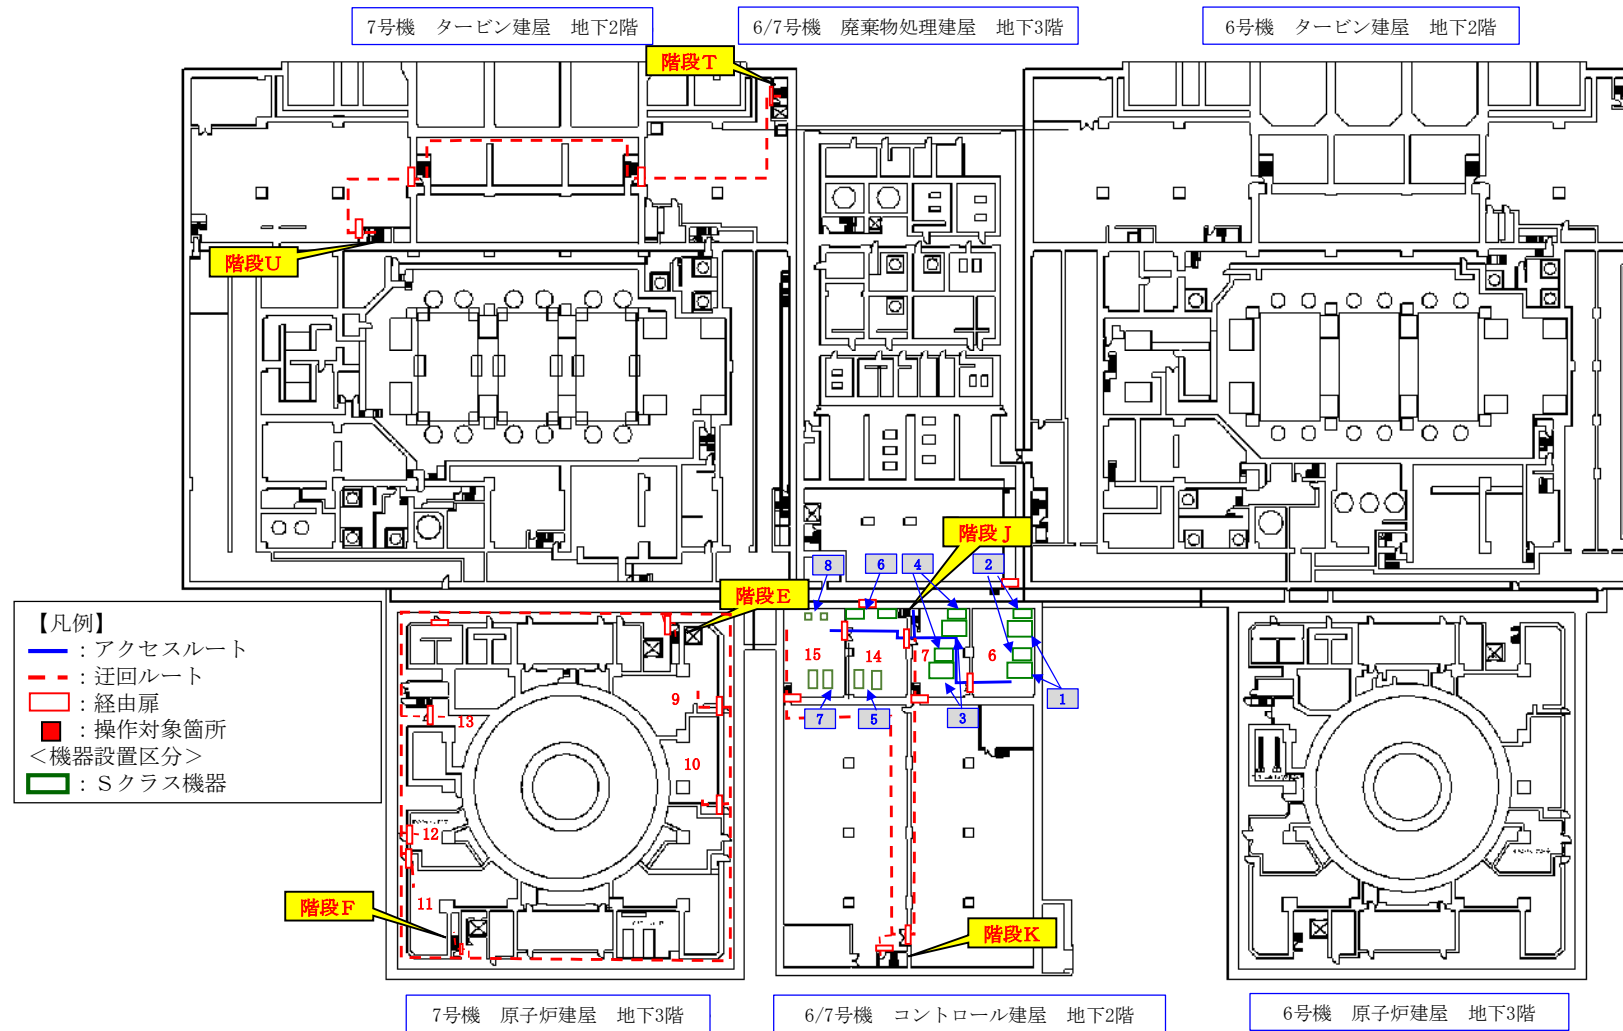 7号機　タービン建屋　地下2階
6/7号機　廃棄物処理建屋　地下3階
6号機　タービン建屋　地下2階
階段T
階段U
階段J
8
6
4
2
階段E
【凡例】
：アクセスルート
：迂回ルート
：経由扉
：操作対象箇所
＜機器設置区分＞
：Sクラス機器
15
14
7
6
1
9
13
7
5
3
10
12
11
階段F
階段K
7号機　原子炉建屋　地下3階
6/7号機　コントロール建屋　地下2階
6号機　原子炉建屋　地下3階